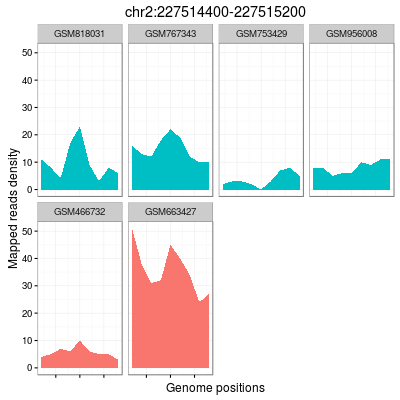 chr2:227514400-227515200
GSM818031 GSM767343 GSM753429 GSM956008
50
40
30
20
10
0
GSM466732 GSM663427
50
40
30
20
10
0
Mapped reads density
Genome positions